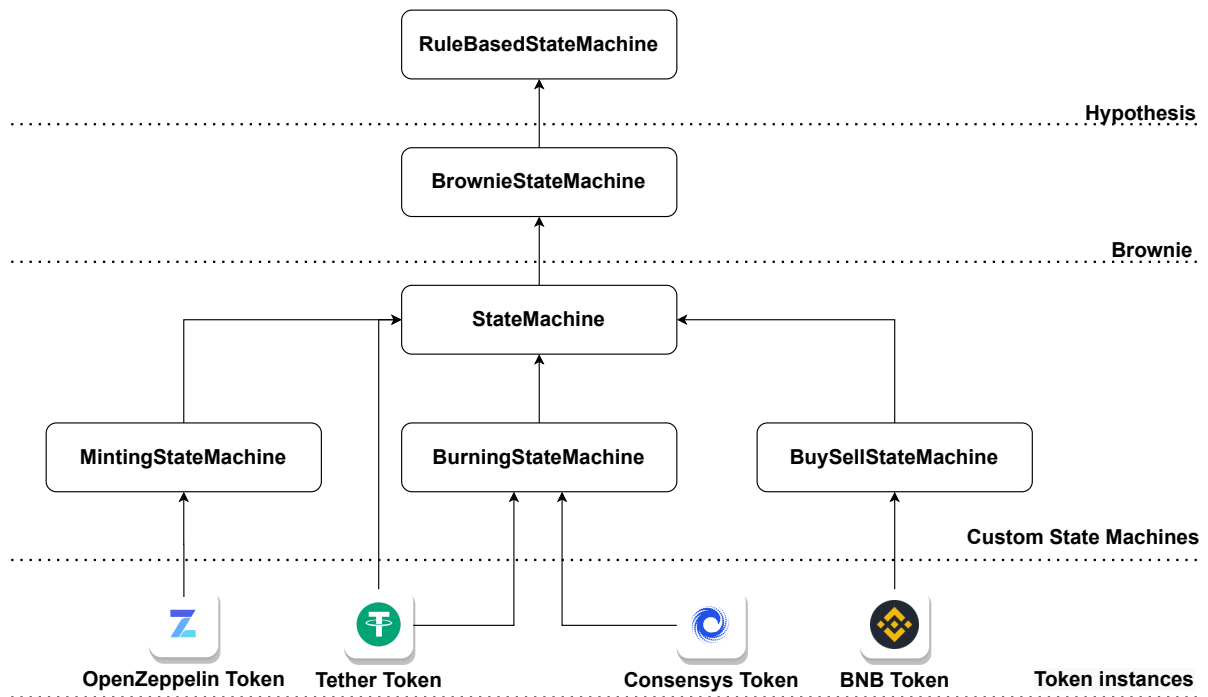 RuleBasedStateMachine
Hypothesis
BrownieStateMachine
Brownie
StateMachine
MintingStateMachine
BurningStateMachine
BuySellStateMachine
Custom State Machines
OpenZeppelin Token
Tether Token
Consensys Token
BNB Token
Token instances